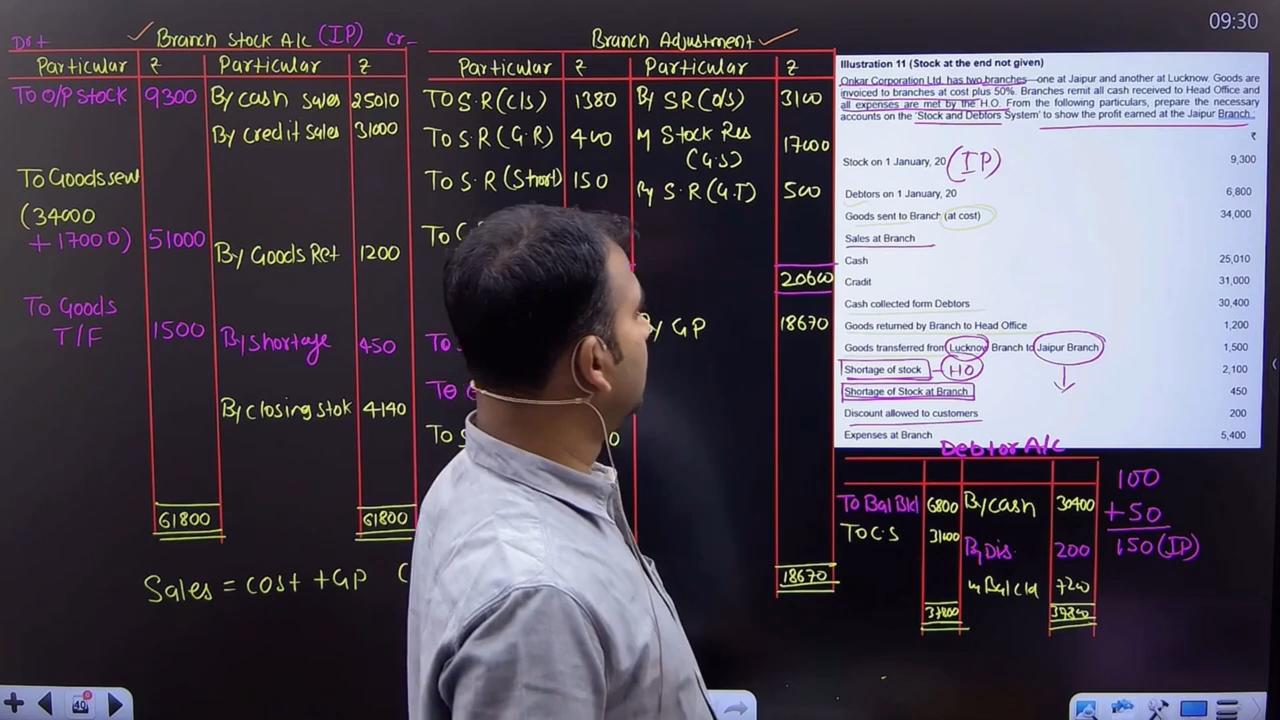 09:30
Dr+ Branch Stock A/c (IP) Cr-
Particular ₹ Particular ₹
To O/P Stock 9300 By cash sales 25010
By credit sales 31000
To Goods sen
(34000
+ 17000) 51000
By Goods Ret 1200
To Goods
T/F 1500
By shortage 450
By closing stok 4140
61800 61800
Sales = cost + GP (
Branch Adjustment
Particular ₹ Particular ₹
To S.R (C/S) 1380 By SR (O/S) 3100
To S.R (G.R) 400 By Stock Res
(G.S) 17000
To S.R (Short) 150 By S.R (G.T) 500
To G
20600
By GP 18670
To
To
18670
Illustration 11 (Stock at the end not given)
Onkar Corporation Ltd. has two branches—one at Jaipur and another at Lucknow. Goods are
invoiced to branches at cost plus 50%. Branches remit all cash received to Head Office and
all expenses are met by the H.O. From the following particulars, prepare the necessary
accounts on the 'Stock and Debtors System' to show the profit earned at the Jaipur Branch.
₹
Stock on 1 January, 20 (IP) 9,300
Debtors on 1 January, 20 6,800
Goods sent to Branch (at cost) 34,000
Sales at Branch
Cash 25,010
Cradit 31,000
Cash collected form Debtors 30,400
Goods returned by Branch to Head Office 1,200
Goods transferred from Lucknov Branch to Jaipur Branch 1,500
Shortage of stock - HO 2,100
Shortage of Stock at Branch 450
Discount allowed to customers 200
Expenses at Branch 5,400
Debtor A/c
To Bal B/d 6800 By cash 30400
To C.S
By Dis. 200
By Bal c/d 7200
100
+ 50
150 (IP)
40